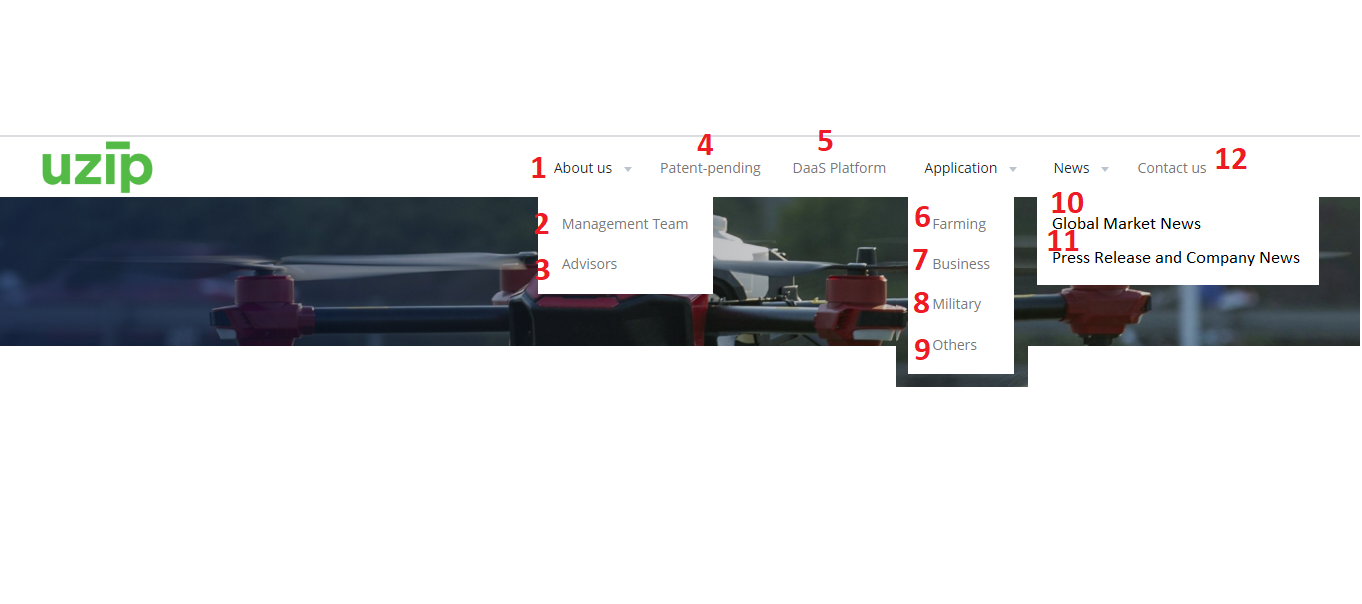 uzip
1 About us
4
Patent-pending
5
DaaS Platform
Application
News
Contact us 12
2 Management Team
3 Advisors
6 Farming
7 Business
8 Military
9 Others
10
Global Market News
11
Press Release and Company News